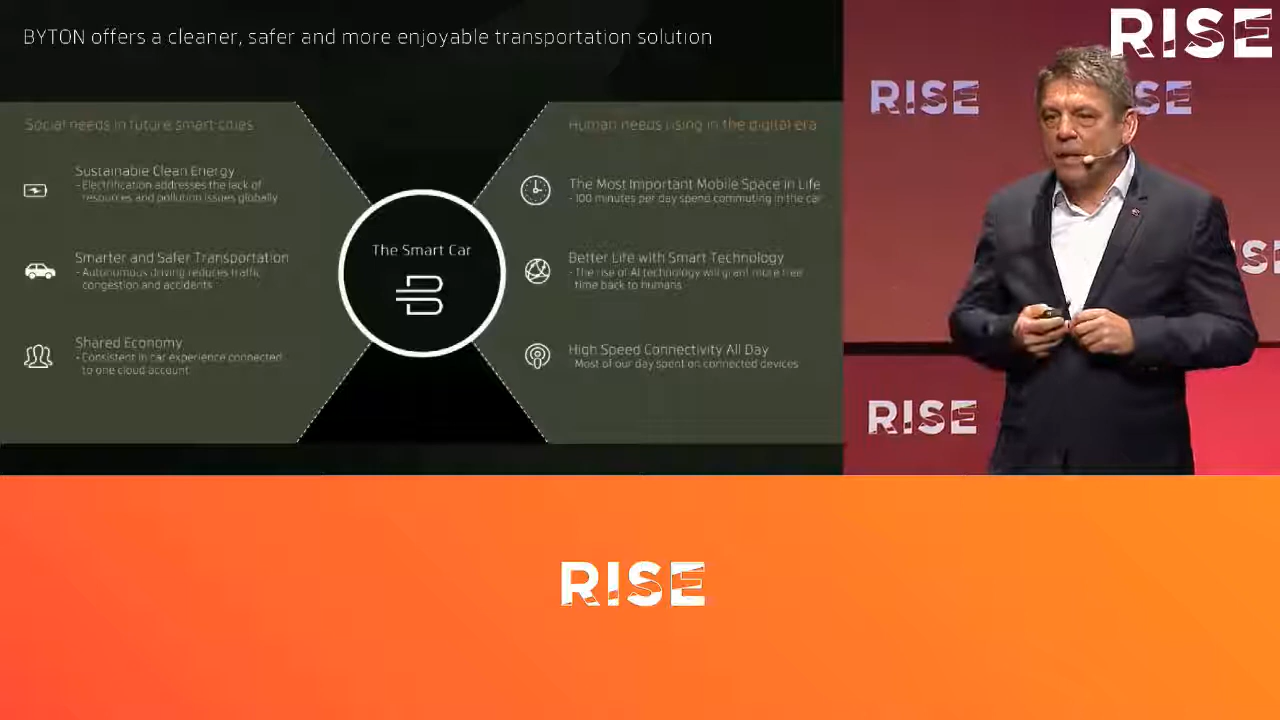 BYTON offers a cleaner, safer and more enjoyable transportation solution
RISE
Social needs in future smart cities
Sustainable Clean Energy
- Electrification addresses the lack of
resources and pollution issues globally
Smarter and Safer Transportation
- Autonomous driving reduces traffic
congestion and accidents
Shared Economy
- Consistent in car experience connected
to one cloud account
The Smart Car
Human needs rising in the digital era
The Most Important Mobile Space in Life
- 100 minutes per day spend commuting in the car
Better Life with Smart Technology
- The rise of AI technology will grant more free
time back to humans
High Speed Connectivity All Day
Most of our day spent on connected devices
RISE
SE
SE
RISE
RISE